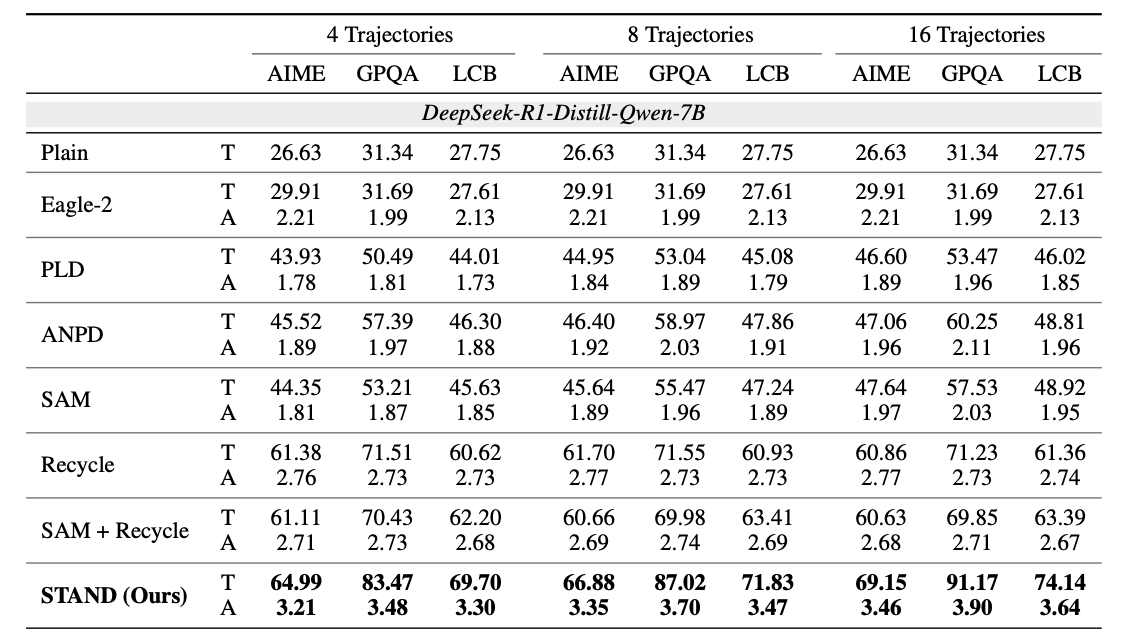 4 Trajectories 8 Trajectories 16 Trajectories
AIME GPQA LCB AIME GPQA LCB AIME GPQA LCB
DeepSeek-R1-Distill-Qwen-7B
Plain T 26.63 31.34 27.75 26.63 31.34 27.75 26.63 31.34 27.75
Eagle-2
T 29.91 31.69 27.61 29.91 31.69 27.61 29.91 31.69 27.61
A 2.21 1.99 2.13 2.21 1.99 2.13 2.21 1.99 2.13
PLD
T 43.93 50.49 44.01 44.95 53.04 45.08 46.60 53.47 46.02
A 1.78 1.81 1.73 1.84 1.89 1.79 1.89 1.96 1.85
ANPD
T 45.52 57.39 46.30 46.40 58.97 47.86 47.06 60.25 48.81
A 1.89 1.97 1.88 1.92 2.03 1.91 1.96 2.11 1.96
SAM
T 44.35 53.21 45.63 45.64 55.47 47.24 47.64 57.53 48.92
A 1.81 1.87 1.85 1.89 1.96 1.89 1.97 2.03 1.95
Recycle
T 61.38 71.51 60.62 61.70 71.55 60.93 60.86 71.23 61.36
A 2.76 2.73 2.73 2.77 2.73 2.73 2.77 2.73 2.74
SAM + Recycle
T 61.11 70.43 62.20 60.66 69.98 63.41 60.63 69.85 63.39
A 2.71 2.73 2.68 2.69 2.74 2.69 2.68 2.71 2.67
STAND (Ours)
T 64.99 83.47 69.70 66.88 87.02 71.83 69.15 91.17 74.14
A 3.21 3.48 3.30 3.35 3.70 3.47 3.46 3.90 3.64